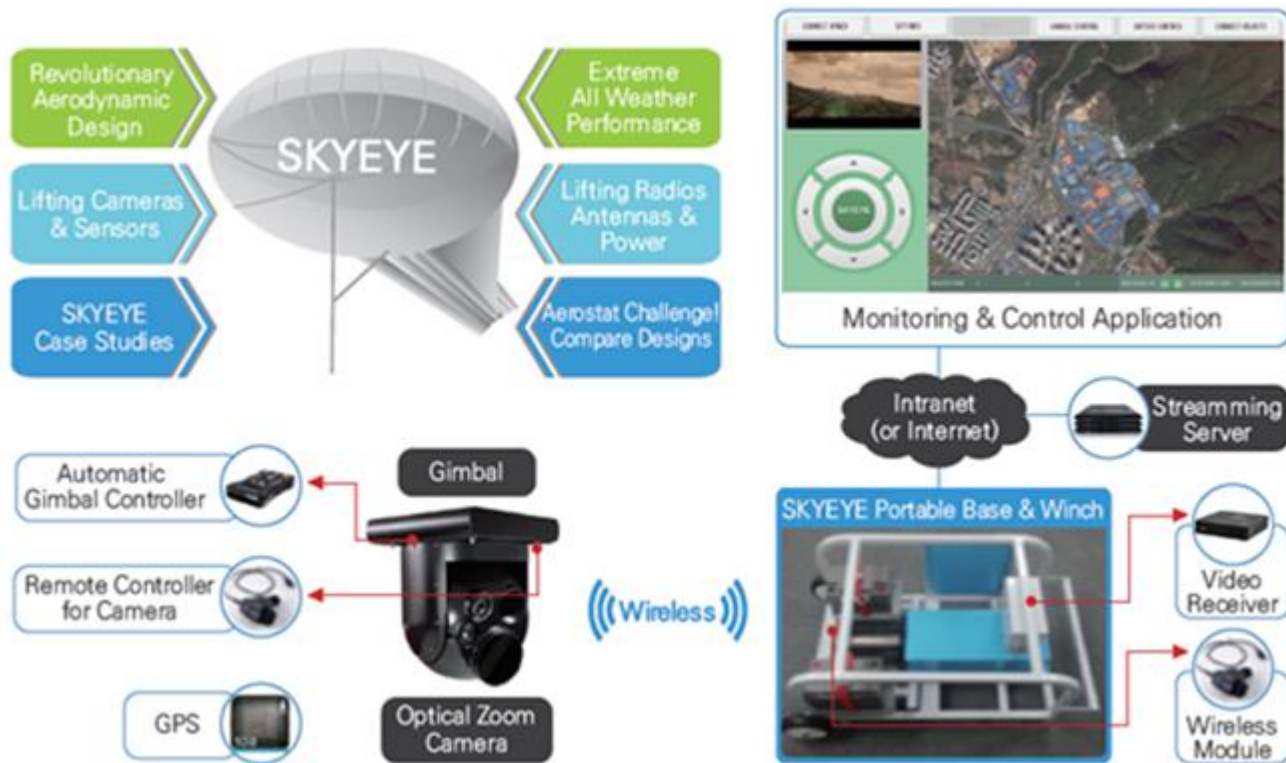 Revolutionary
Aerodynamic
Design
Extreme
All Weather
Performance
SKYEYE
Lifting Cameras
& Sensors
Lifting Radios
Antennas &
Power
SKYEYE
Case Studies
Aerostat Challenge!
Compare Designs
SKYEYE
Monitoring & Control Application
Intranet
(or Internet)
Streamming
Server
Automatic
Gimbal Controller
Gimbal
Remote Controller
for Camera
GPS
Optical Zoom
Camera
Wireless
SKYEYE Portable Base & Winch
Video
Receiver
Wireless
Module